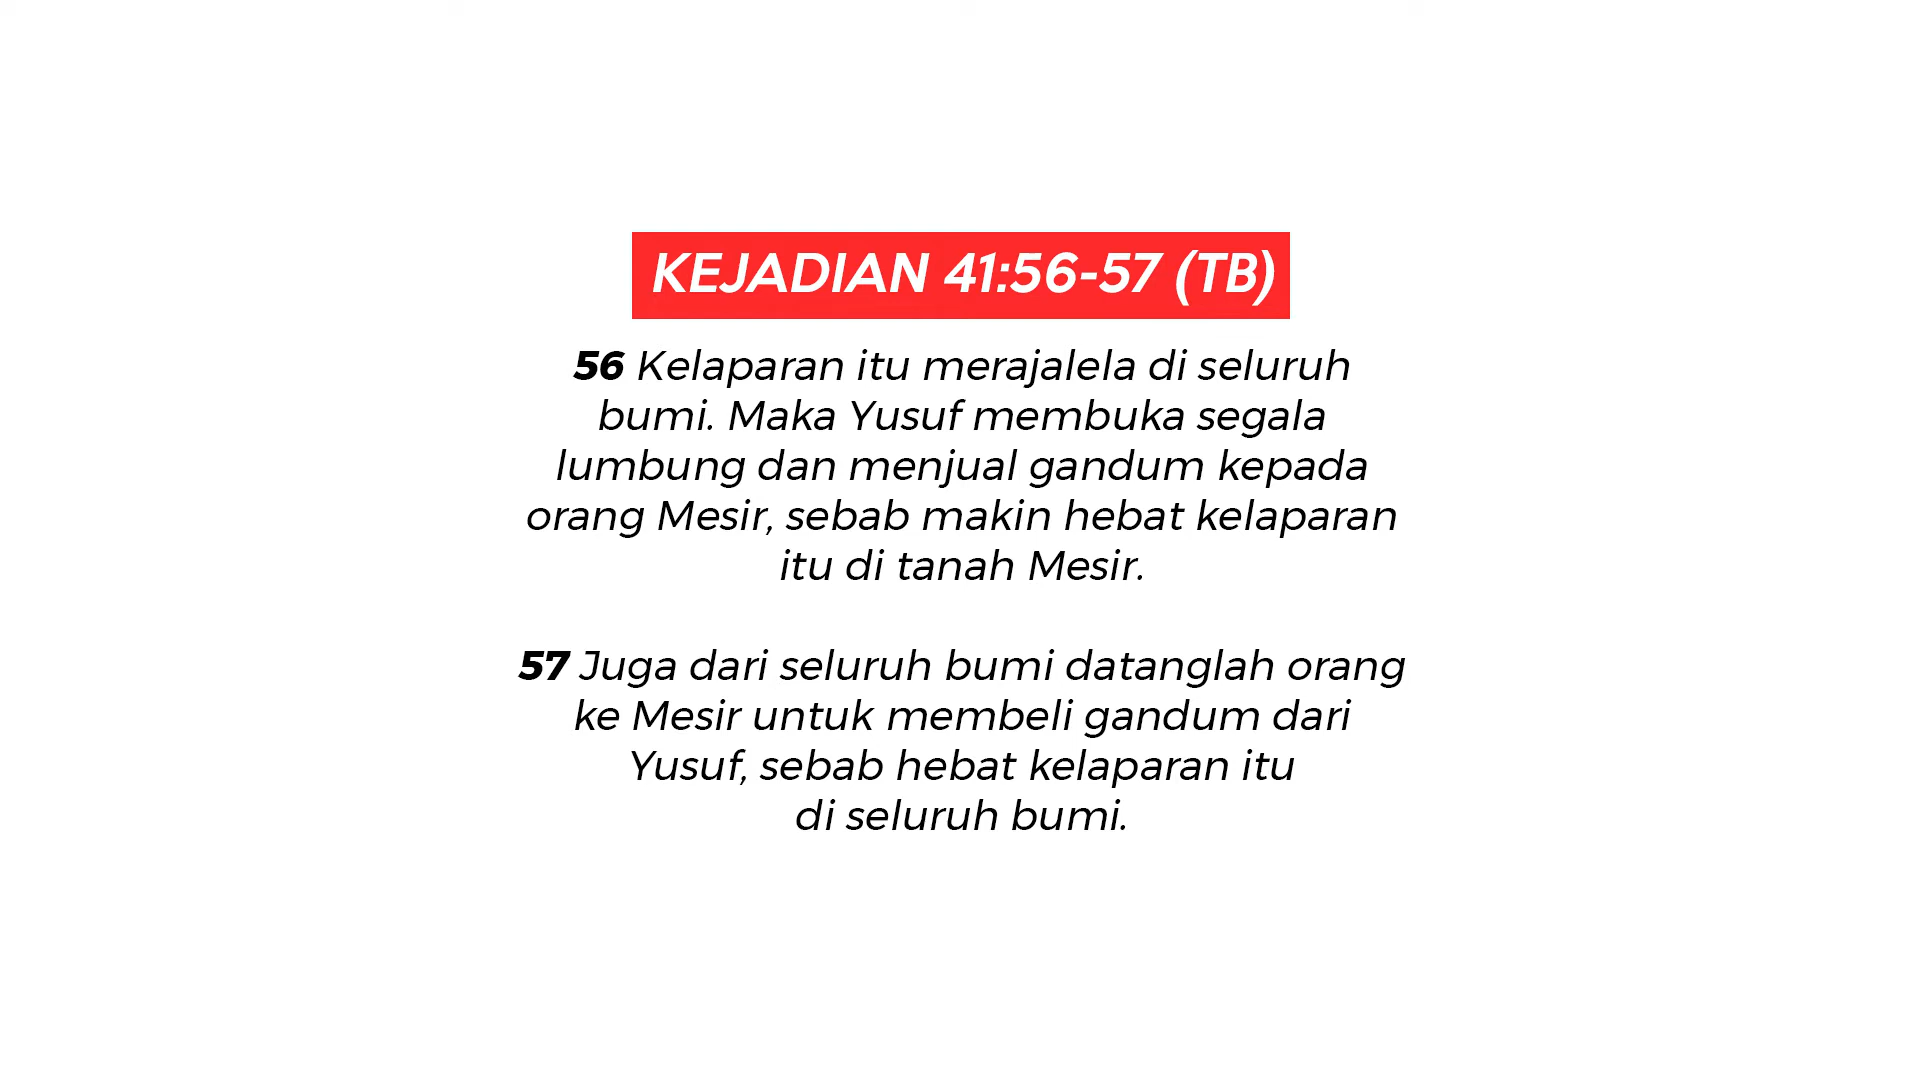 KEJADIAN 41:56-57 (TB)
56 Kelaparan itu merajalela di seluruh
bumi. Maka Yusuf membuka segala
lumbung dan menjual gandum kepada
orang Mesir, sebab makin hebat kelaparan
itu di tanah Mesir.
57 Juga dari seluruh bumi datanglah orang
ke Mesir untuk membeli gandum dari
Yusuf, sebab hebat kelaparan itu
di seluruh bumi.